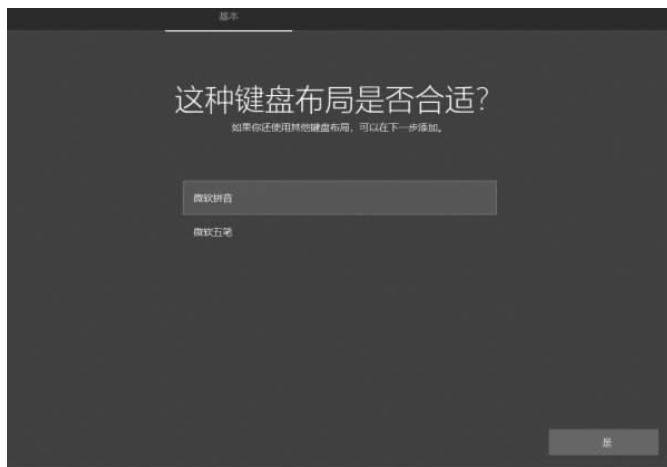 基本
这种键盘布局是否合适?
如果你还使用其他键盘布局，可以在下一步添加。
微软拼音
微软五笔
是